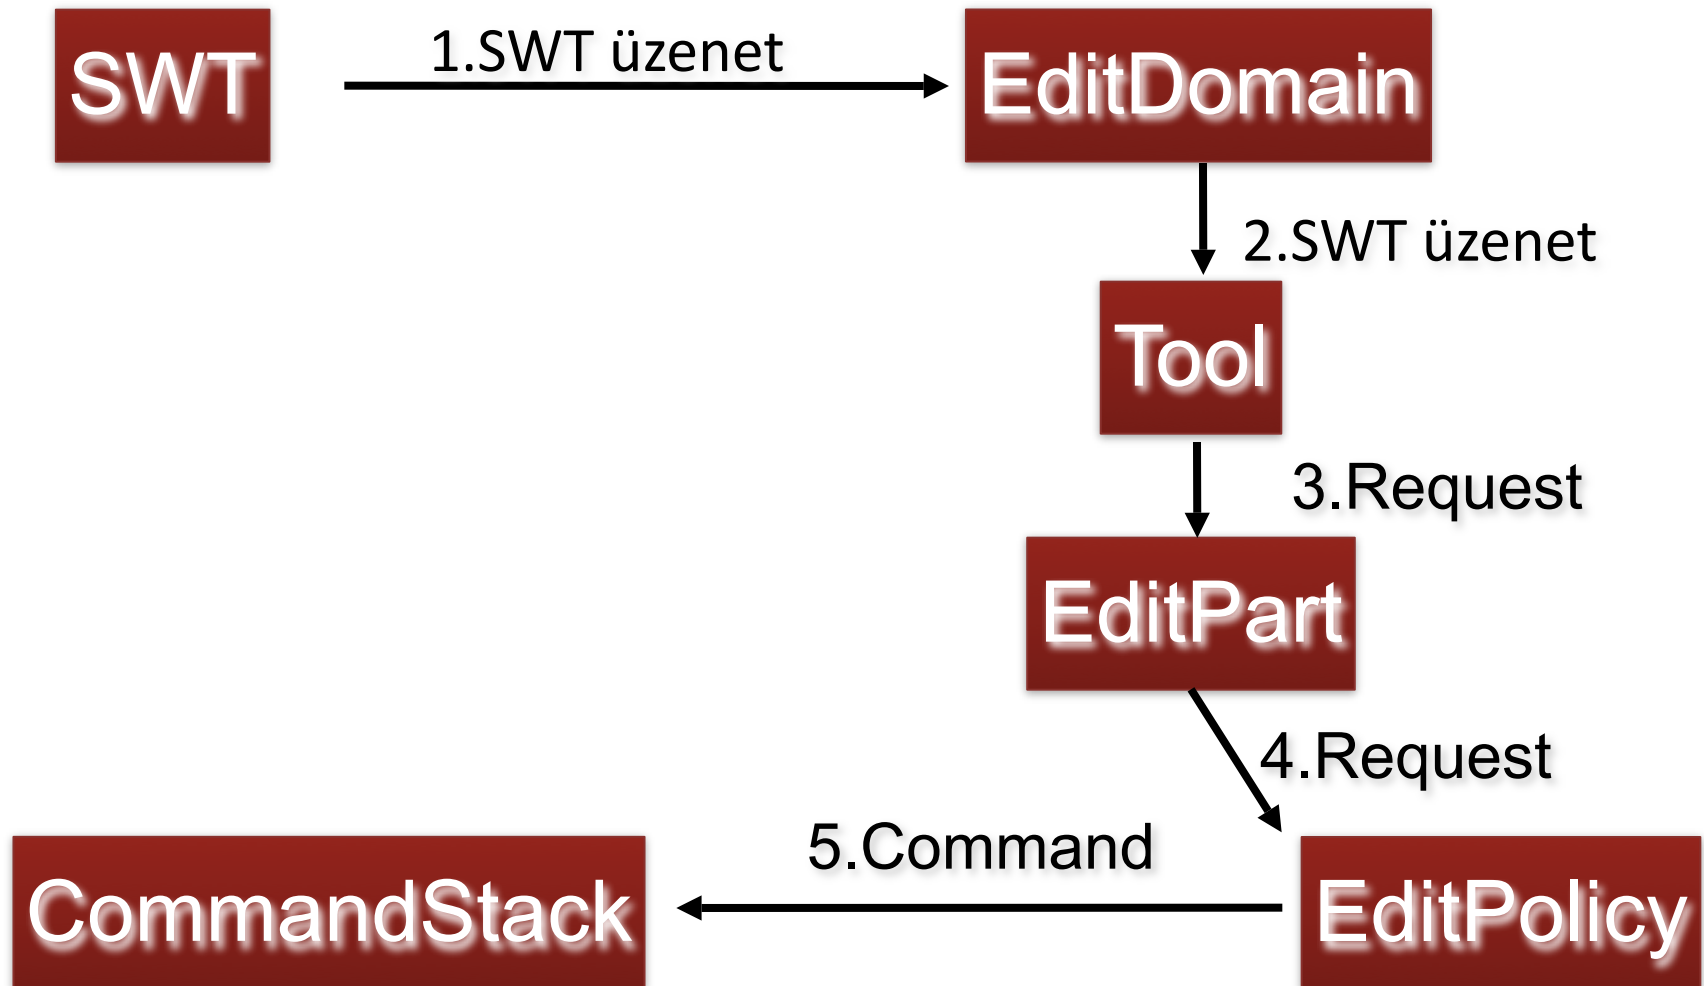 SWT
1.SWT üzenet
EditDomain
2.SWT üzenet
Tool
3.Request
EditPart
4.Request
5.Command
CommandStack
EditPolicy